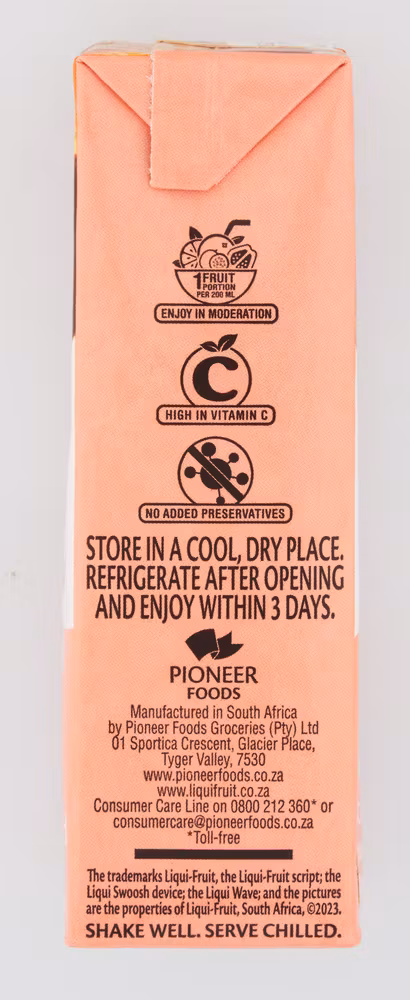 1 FRUIT
PORTION
PER 200 ML
ENJOY IN MODERATION
C
HIGH IN VITAMIN C
NO ADDED PRESERVATIVES
STORE IN A COOL, DRY PLACE.
REFRIGERATE AFTER OPENING
AND ENJOY WITHIN 3 DAYS.
PIONEER
FOODS
Manufactured in South Africa
by Pioneer Foods Groceries (Pty) Ltd
01 Sportica Crescent, Glacier Place,
Tyger Valley, 7530
www.pioneerfoods.co.za
www.liquifruit.co.za
Consumer Care Line on 0800 212 360* or
consumercare@pioneerfoods.co.za
*Toll-free
The trademarks Liqui-Fruit, the Liqui-Fruit script; the
Liqui Swoosh device; the Liqui Wave; and the pictures
are the properties of Liqui-Fruit, South Africa, ©2023.
SHAKE WELL. SERVE CHILLED.